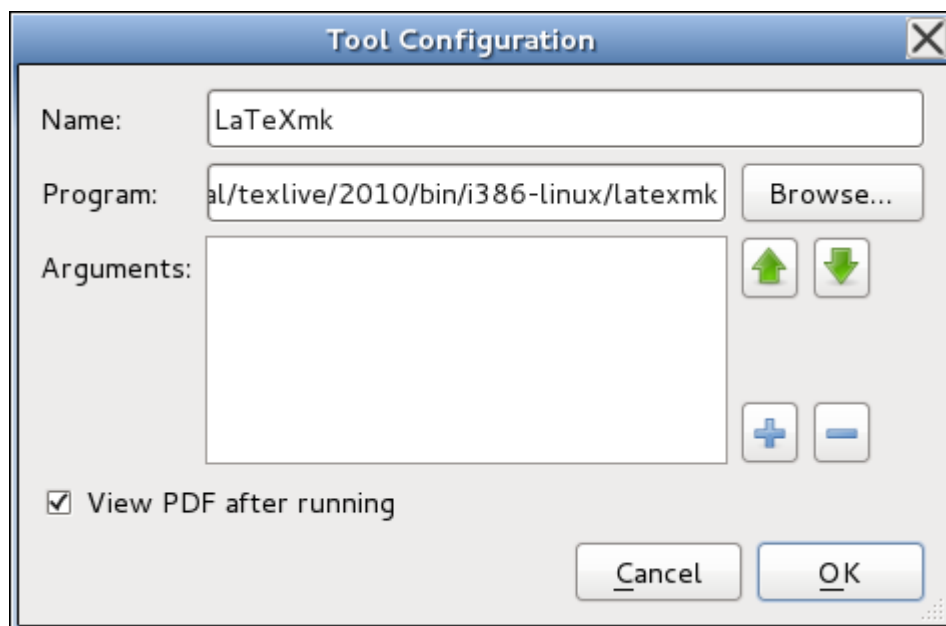 Tool Configuration
Name: LaTeXmk
Program: al/texlive/2010/bin/i386-linux/latexmk Browse...
Arguments:
View PDF after running
Cancel OK